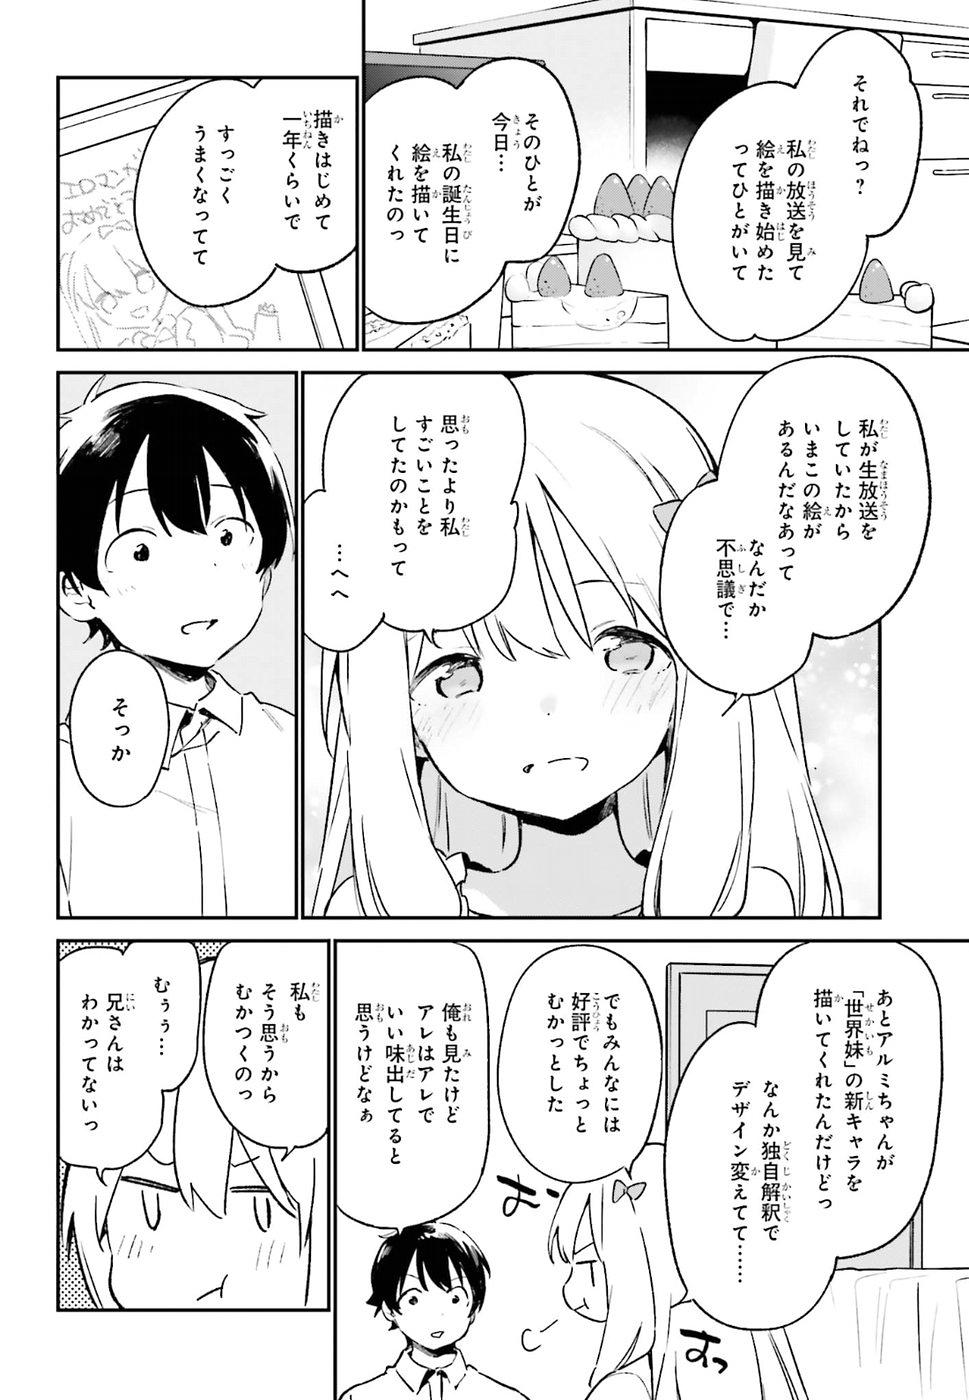 それでねっ？
私の放送を見て
絵を描き始めた
ってひとがいて
そのひとが
今日…
私の誕生日に
絵を描いて
くれたのっ
描きはじめて
一年くらいで
すっごく
うまくなってて
私が生放送を
していたから
いまこの絵が
あるんだなあって
なんだか
不思議で…
思ったより私
すごいことを
してたのかもって
…へへ
そっか
あとアルミちゃんが
「世界妹」の新キャラを
描いてくれたんだけどっ
なんか独自解釈で
デザイン変えてて……
でもみんなには
好評でちょっと
むかっとした
俺も見たけど
アレはアレで
いい味出してると
思うけどなぁ
私も
そう思うから
むかつくのっ
むぅぅ…
兄さんは
わかってないっ